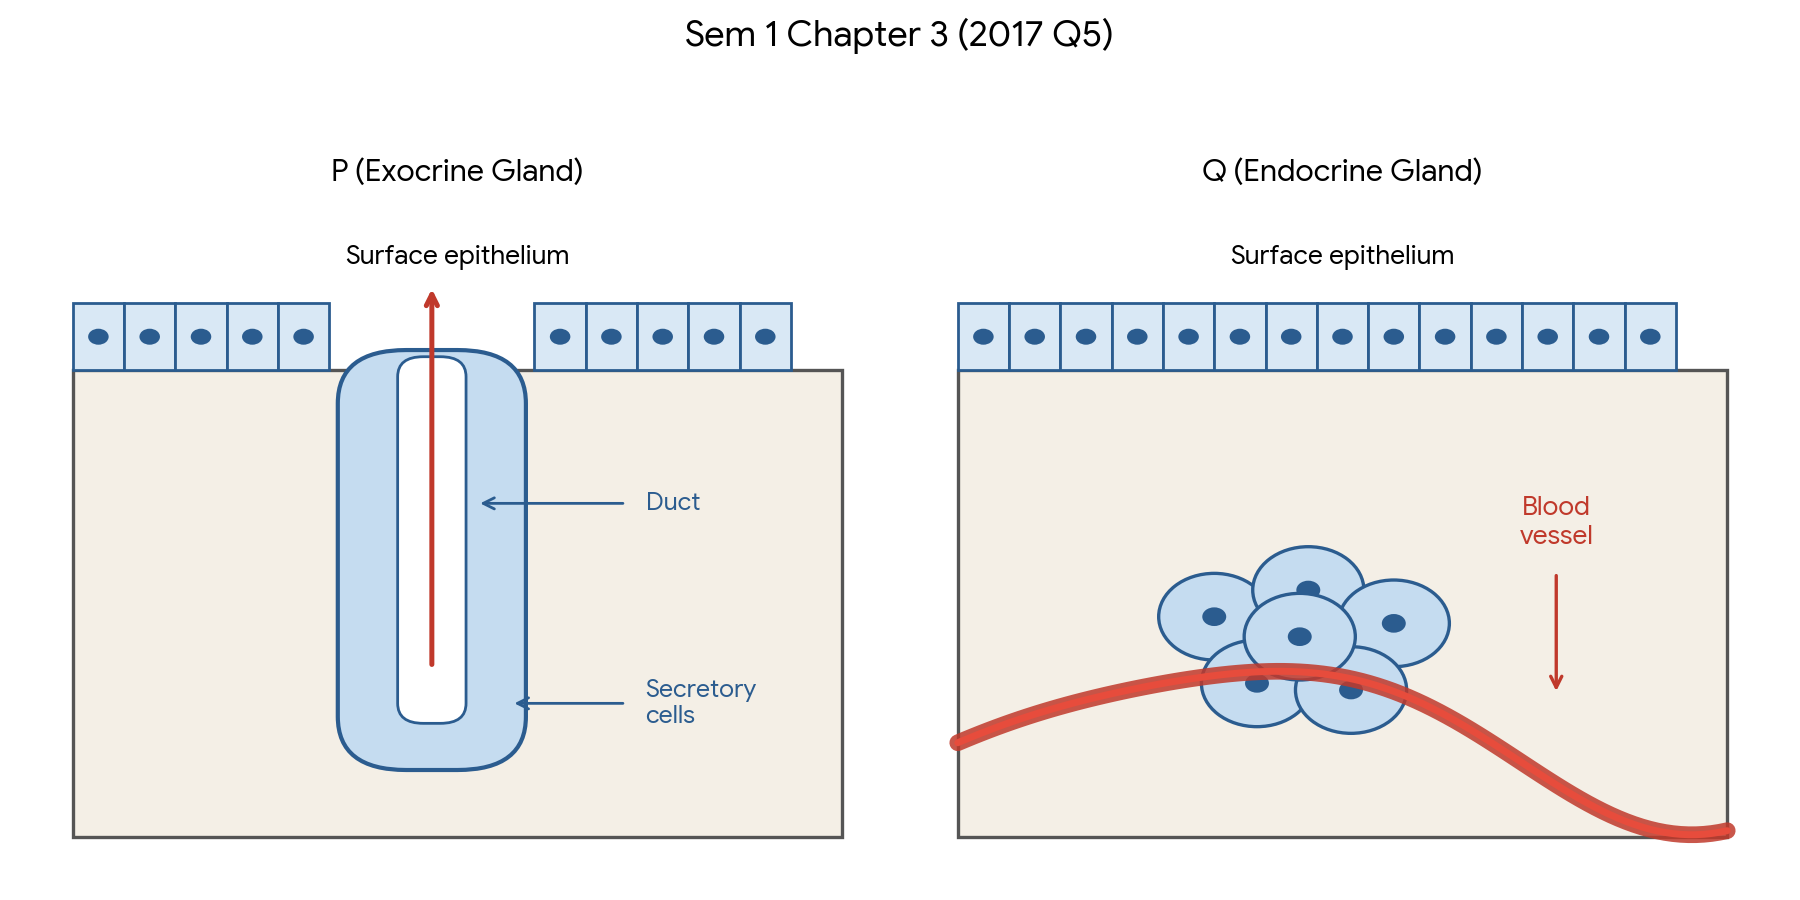 Sem 1 Chapter 3 (2017 Q5)
P (Exocrine Gland)
Surface epithelium
Duct
Secretory
cells
Q (Endocrine Gland)
Surface epithelium
Blood
vessel